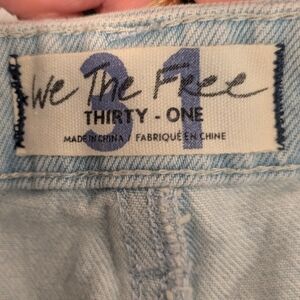 31
We The Free
THIRTY - ONE
MADE IN CHINA / FABRIQUÉ EN CHINE